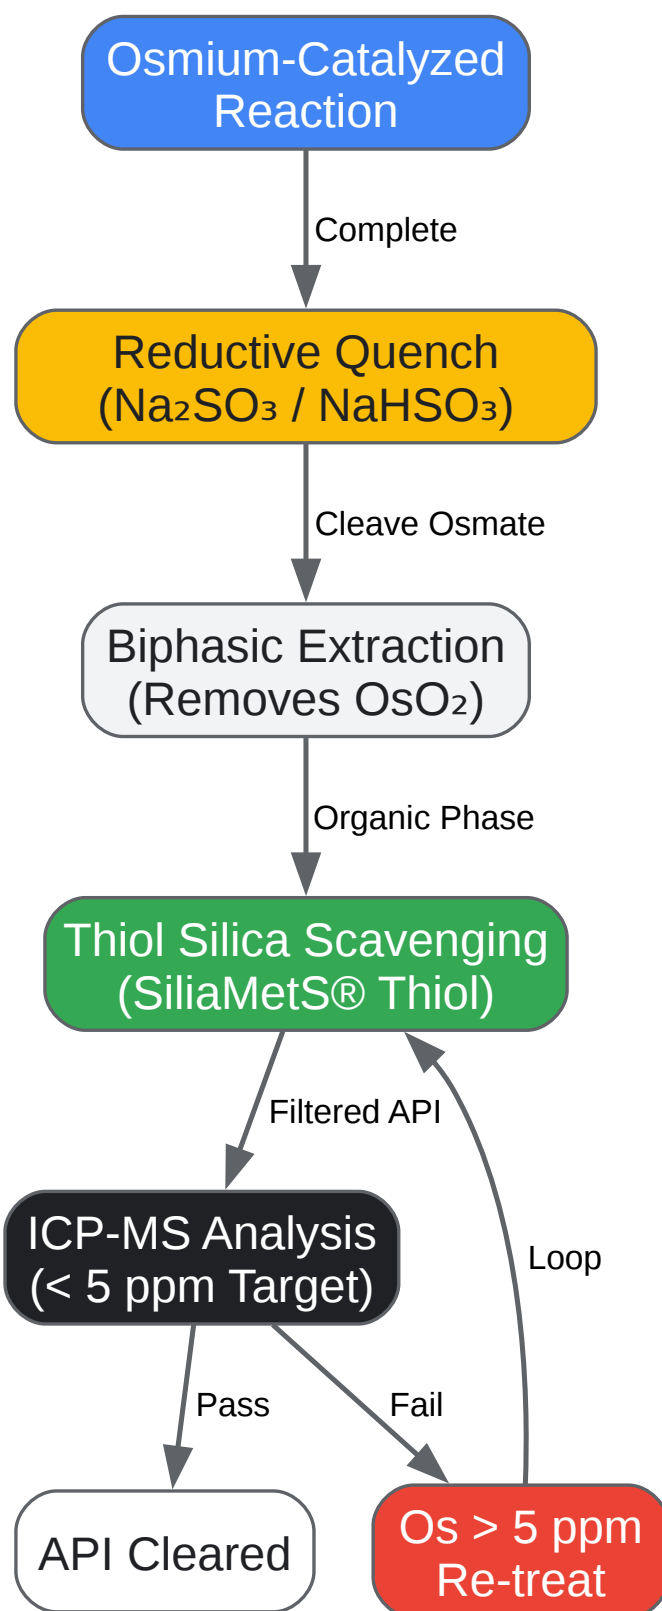 Osmium-Catalyzed
Reaction
Complete
Reductive Quench
(Na₂SO₃ / NaHSO₃)
Cleave Osmate
Biphasic Extraction
(Removes OsO₂)
Organic Phase
Thiol Silica Scavenging
(SiliaMetS® Thiol)
Filtered API
ICP-MS Analysis
(< 5 ppm Target)
Loop
Pass
Fail
API Cleared
Os > 5 ppm
Re-treat